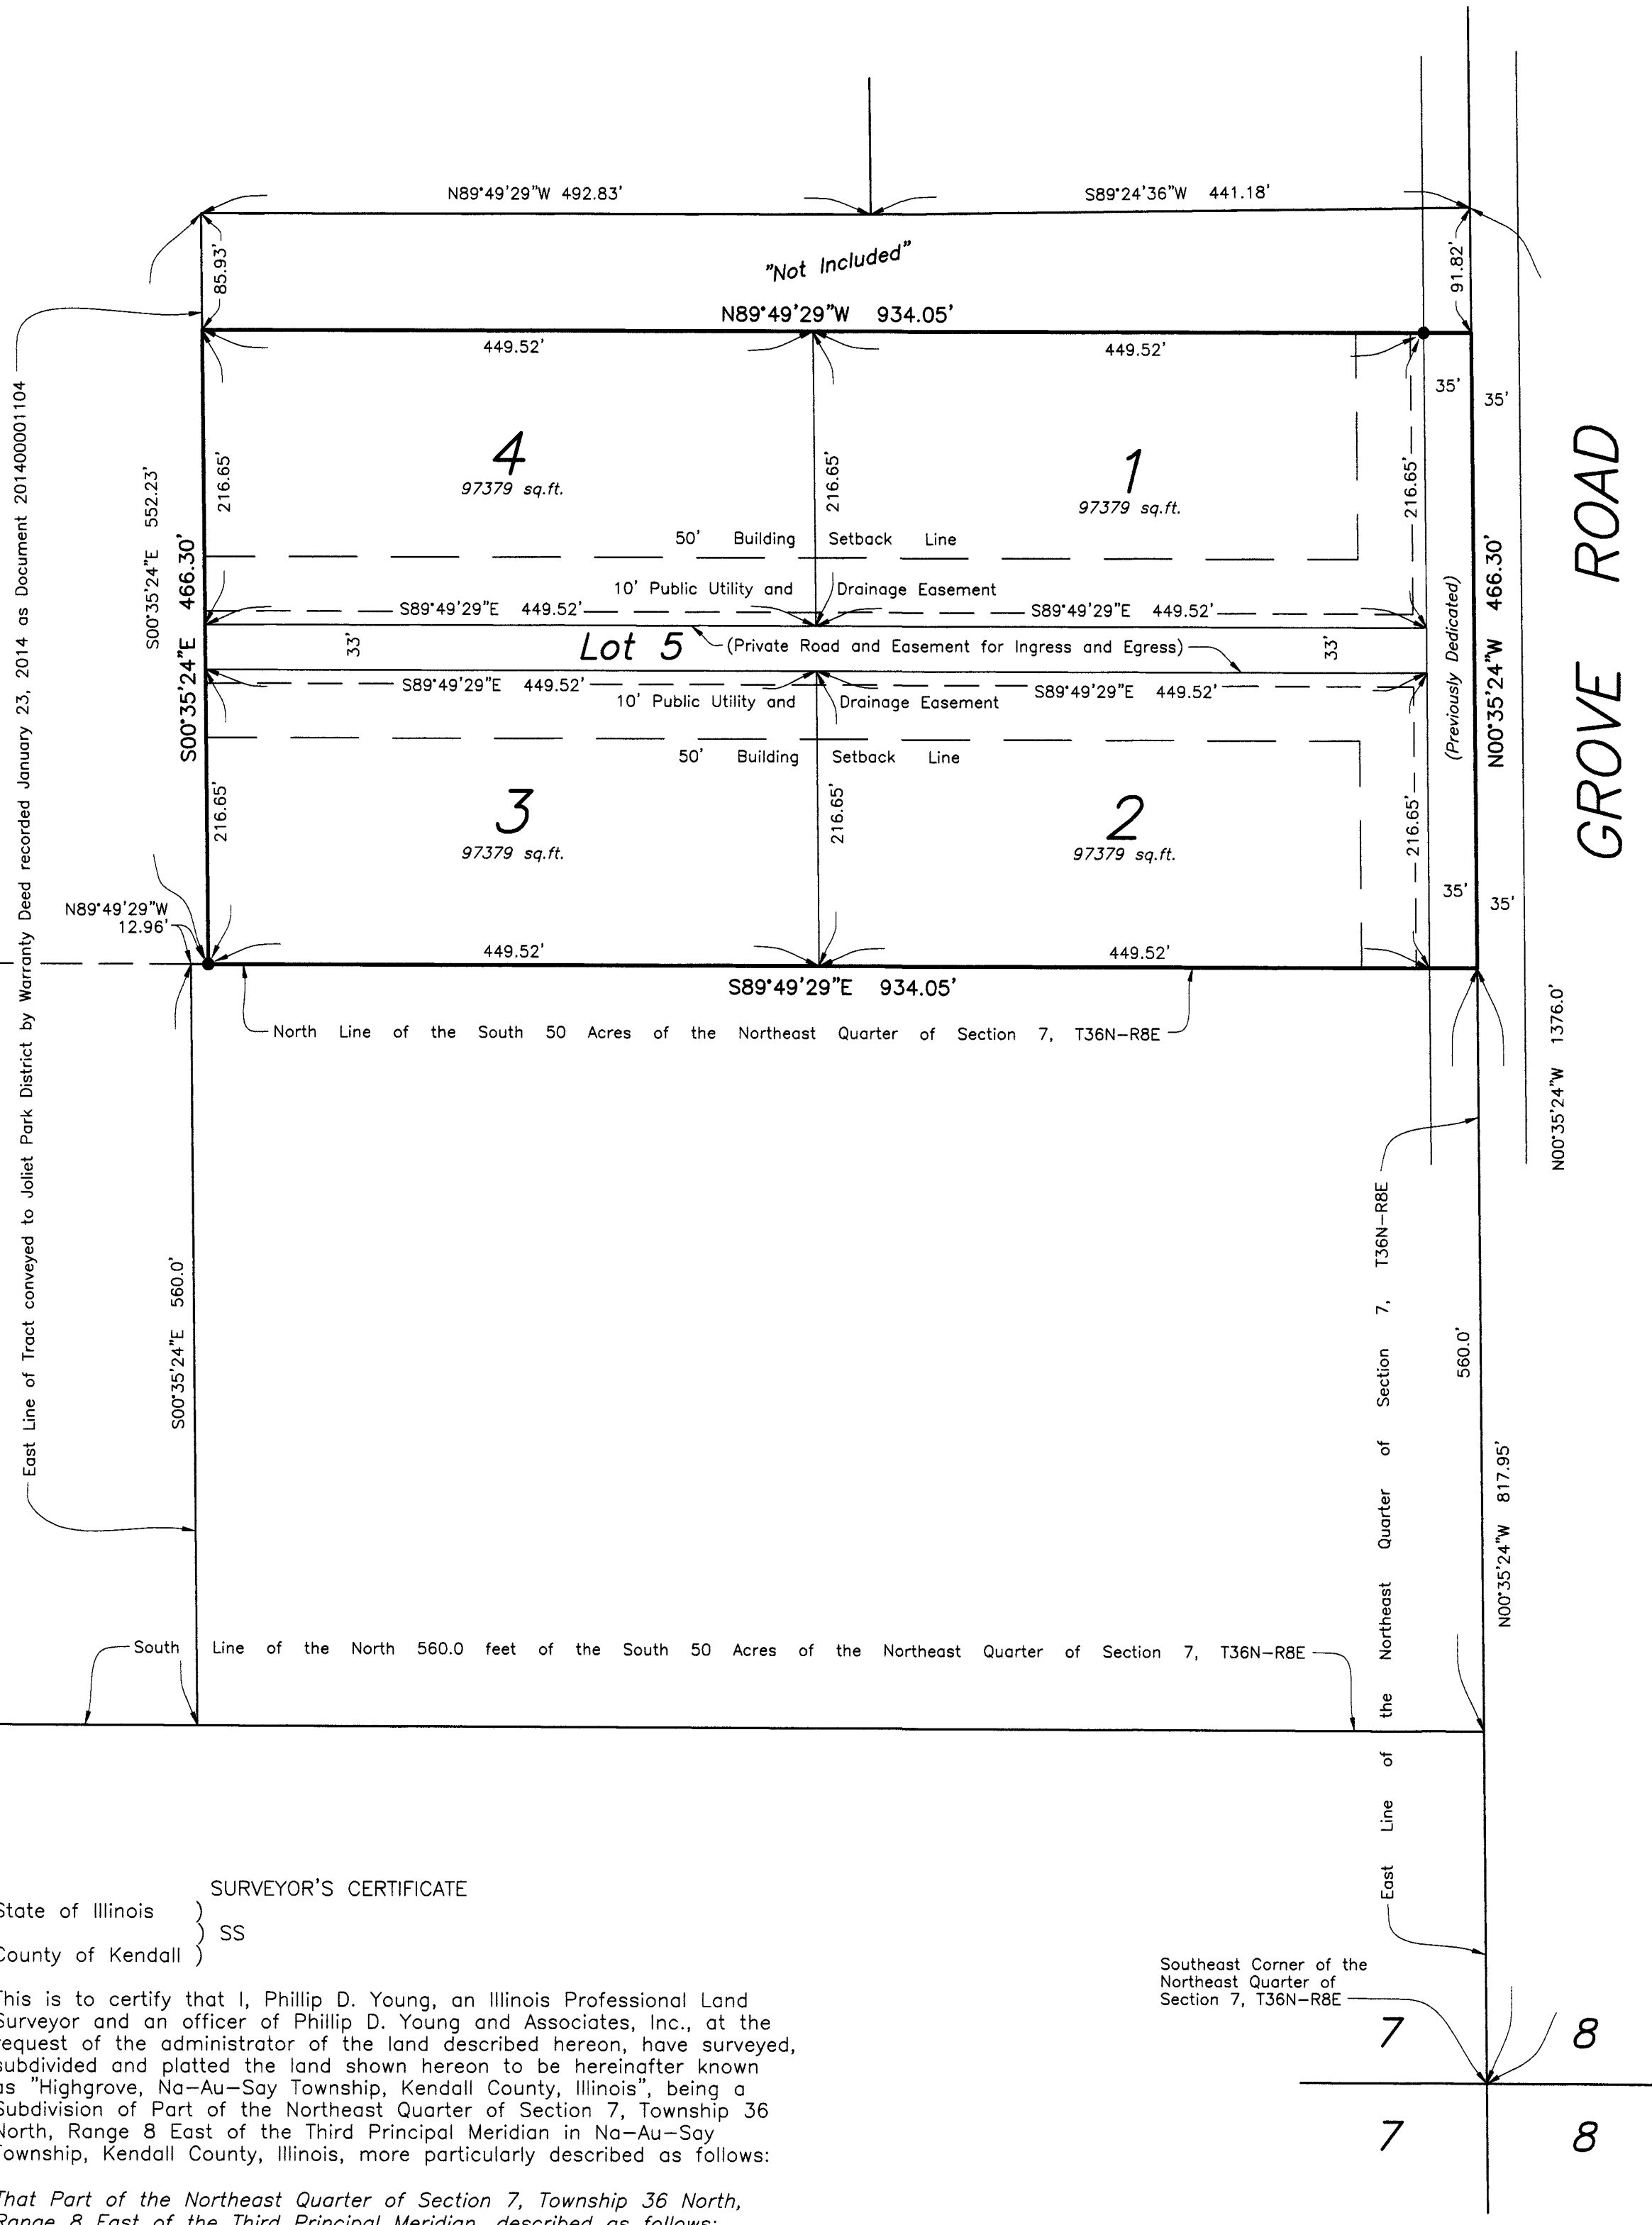 N89°49'29"W 492.83'
S89°24'36"W 441.18'
85.93'
"Not Included"
91.82'
N89°49'29"W 934.05'
449.52'
449.52'
35'
35'
4
97379 sq.ft.
1
97379 sq.ft.
216.65'
216.65'
216.65'
S00°35'24"E 552.23'
S00°35'24"E 466.30'
50' Building Setback Line
10' Public Utility and Drainage Easement
S89°49'29"E 449.52'
S89°49'29"E 449.52'
33'
Lot 5
(Private Road and Easement for Ingress and Egress)
33'
S89°49'29"E 449.52'
S89°49'29"E 449.52'
10' Public Utility and Drainage Easement
50' Building Setback Line
(Previously Dedicated)
N00°35'24"W 466.30'
GROVE ROAD
3
97379 sq.ft.
2
97379 sq.ft.
216.65'
216.65'
216.65'
35'
35'
N89°49'29"W
12.96'
449.52'
449.52'
S89°49'29"E 934.05'
North Line of the South 50 Acres of the Northeast Quarter of Section 7, T36N-R8E
East Line of Tract conveyed to Joliet Park District by Warranty Deed recorded January 23, 2014 as Document 201400001104
N00°35'24"W 1376.0'
S00°35'24"E 560.0'
560.0'
N00°35'24"W 817.95'
East Line of the Northeast Quarter of Section 7, T36N-R8E
South Line of the North 560.0 feet of the South 50 Acres of the Northeast Quarter of Section 7, T36N-R8E
SURVEYOR'S CERTIFICATE
State of Illinois )
) SS
County of Kendall )
This is to certify that I, Phillip D. Young, an Illinois Professional Land
Surveyor and an officer of Phillip D. Young and Associates, Inc., at the
request of the administrator of the land described hereon, have surveyed,
subdivided and platted the land shown hereon to be hereinafter known
as "Highgrove, Na-Au-Say Township, Kendall County, Illinois", being a
Subdivision of Part of the Northeast Quarter of Section 7, Township 36
North, Range 8 East of the Third Principal Meridian in Na-Au-Say
Township, Kendall County, Illinois, more particularly described as follows:
That Part of the Northeast Quarter of Section 7, Township 36 North,
Range 8 East of the Third Principal Meridian, described as follows:
Southeast Corner of the
Northeast Quarter of
Section 7, T36N-R8E
7 8
7 8